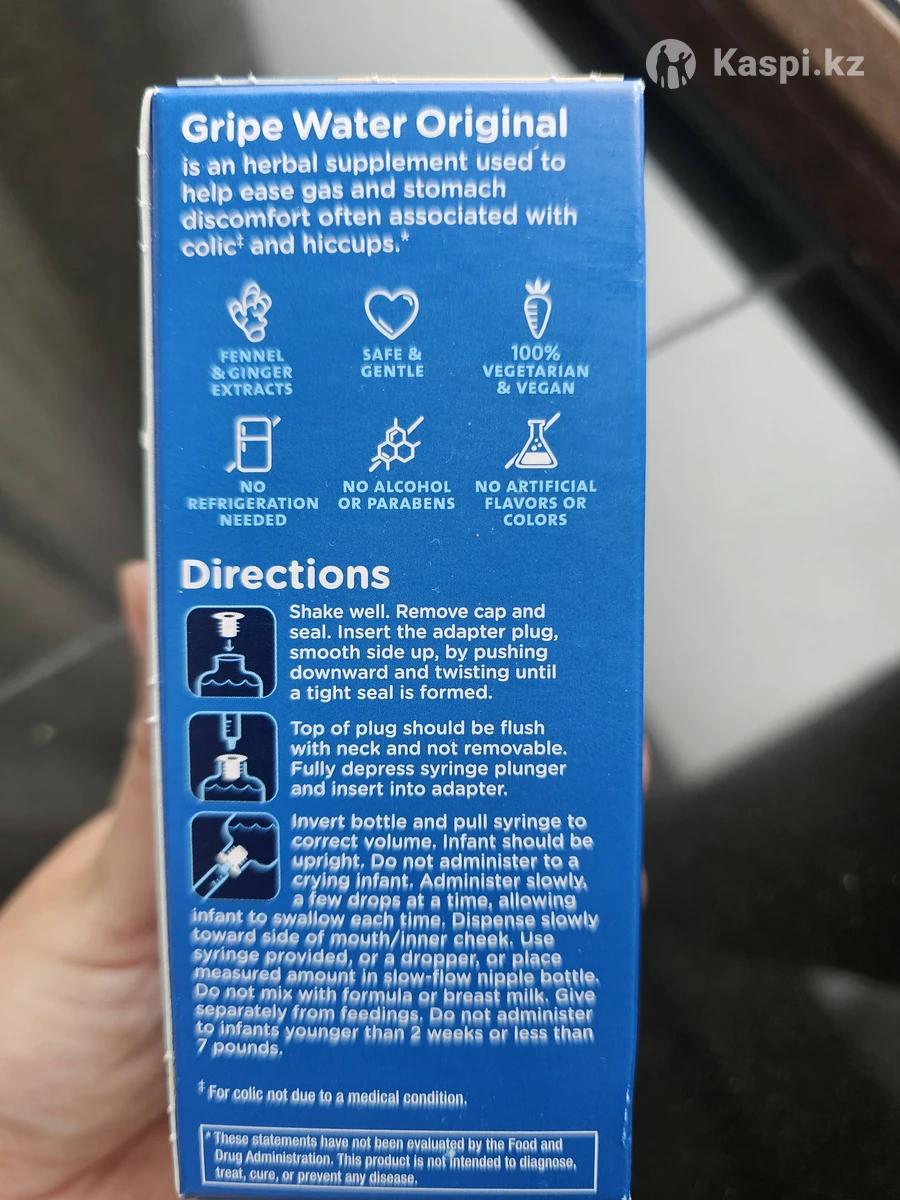 Kaspi.kz
Gripe Water Original
is an herbal supplement used to
help ease gas and stomach
discomfort often associated with
colic‡ and hiccups.*
FENNEL
& GINGER
EXTRACTS
SAFE &
GENTLE
100%
VEGETARIAN
& VEGAN
NO
REFRIGERATION
NEEDED
NO ALCOHOL
OR PARABENS
NO ARTIFICIAL
FLAVORS OR
COLORS
Directions
Shake well. Remove cap and
seal. Insert the adapter plug,
smooth side up, by pushing
downward and twisting until
a tight seal is formed.
Top of plug should be flush
with neck and not removable.
Fully depress syringe plunger
and insert into adapter.
Invert bottle and pull syringe to
correct volume. Infant should be
upright. Do not administer to a
crying infant. Administer slowly,
a few drops at a time, allowing
infant to swallow each time. Dispense slowly
toward side of mouth/inner cheek. Use
syringe provided, or a dropper, or place
measured amount in slow-flow nipple bottle.
Do not mix with formula or breast milk. Give
separately from feedings. Do not administer
to infants younger than 2 weeks or less than
7 pounds.
‡ For colic not due to a medical condition.
* These statements have not been evaluated by the Food and
Drug Administration. This product is not intended to diagnose,
treat, cure, or prevent any disease.